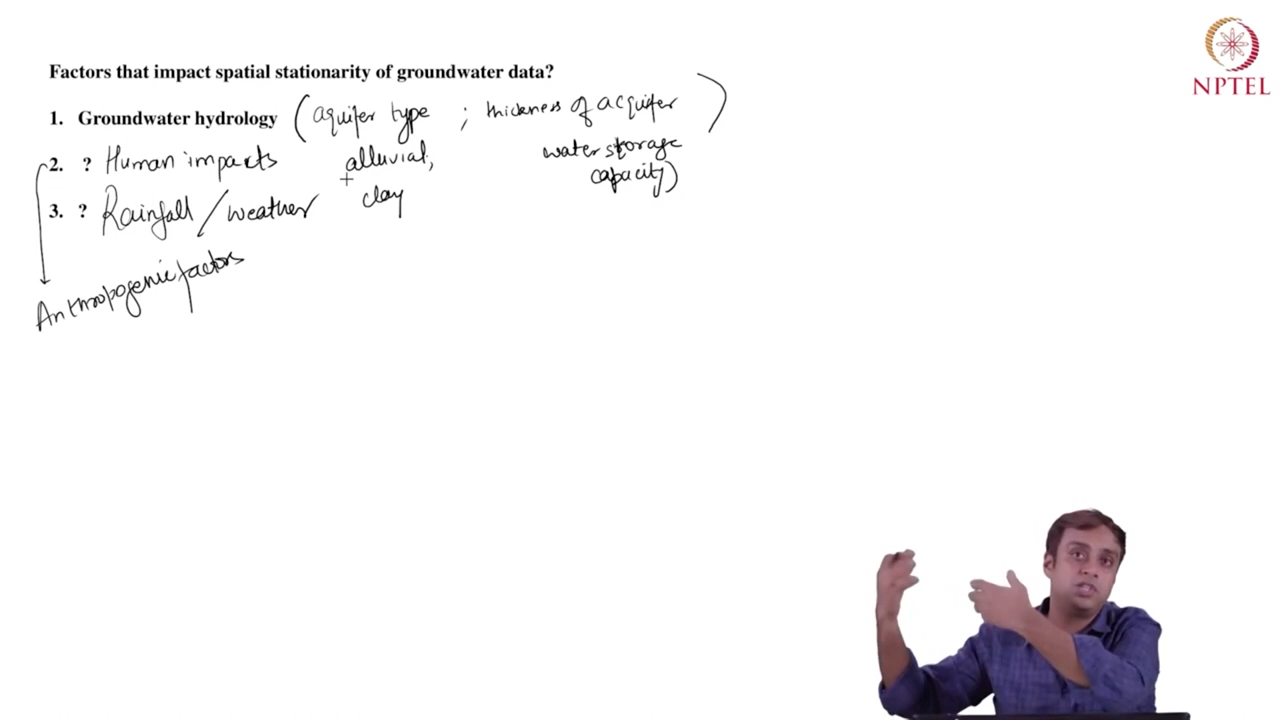 NPTEL
Factors that impact spatial stationarity of groundwater data?
1. Groundwater hydrology (aquifer type ; thickness of acquifer )
alluvial, water storage
clay capacity)
2. ? Human impacts
3. ? Rainfall / weather
Anthropogenic factors